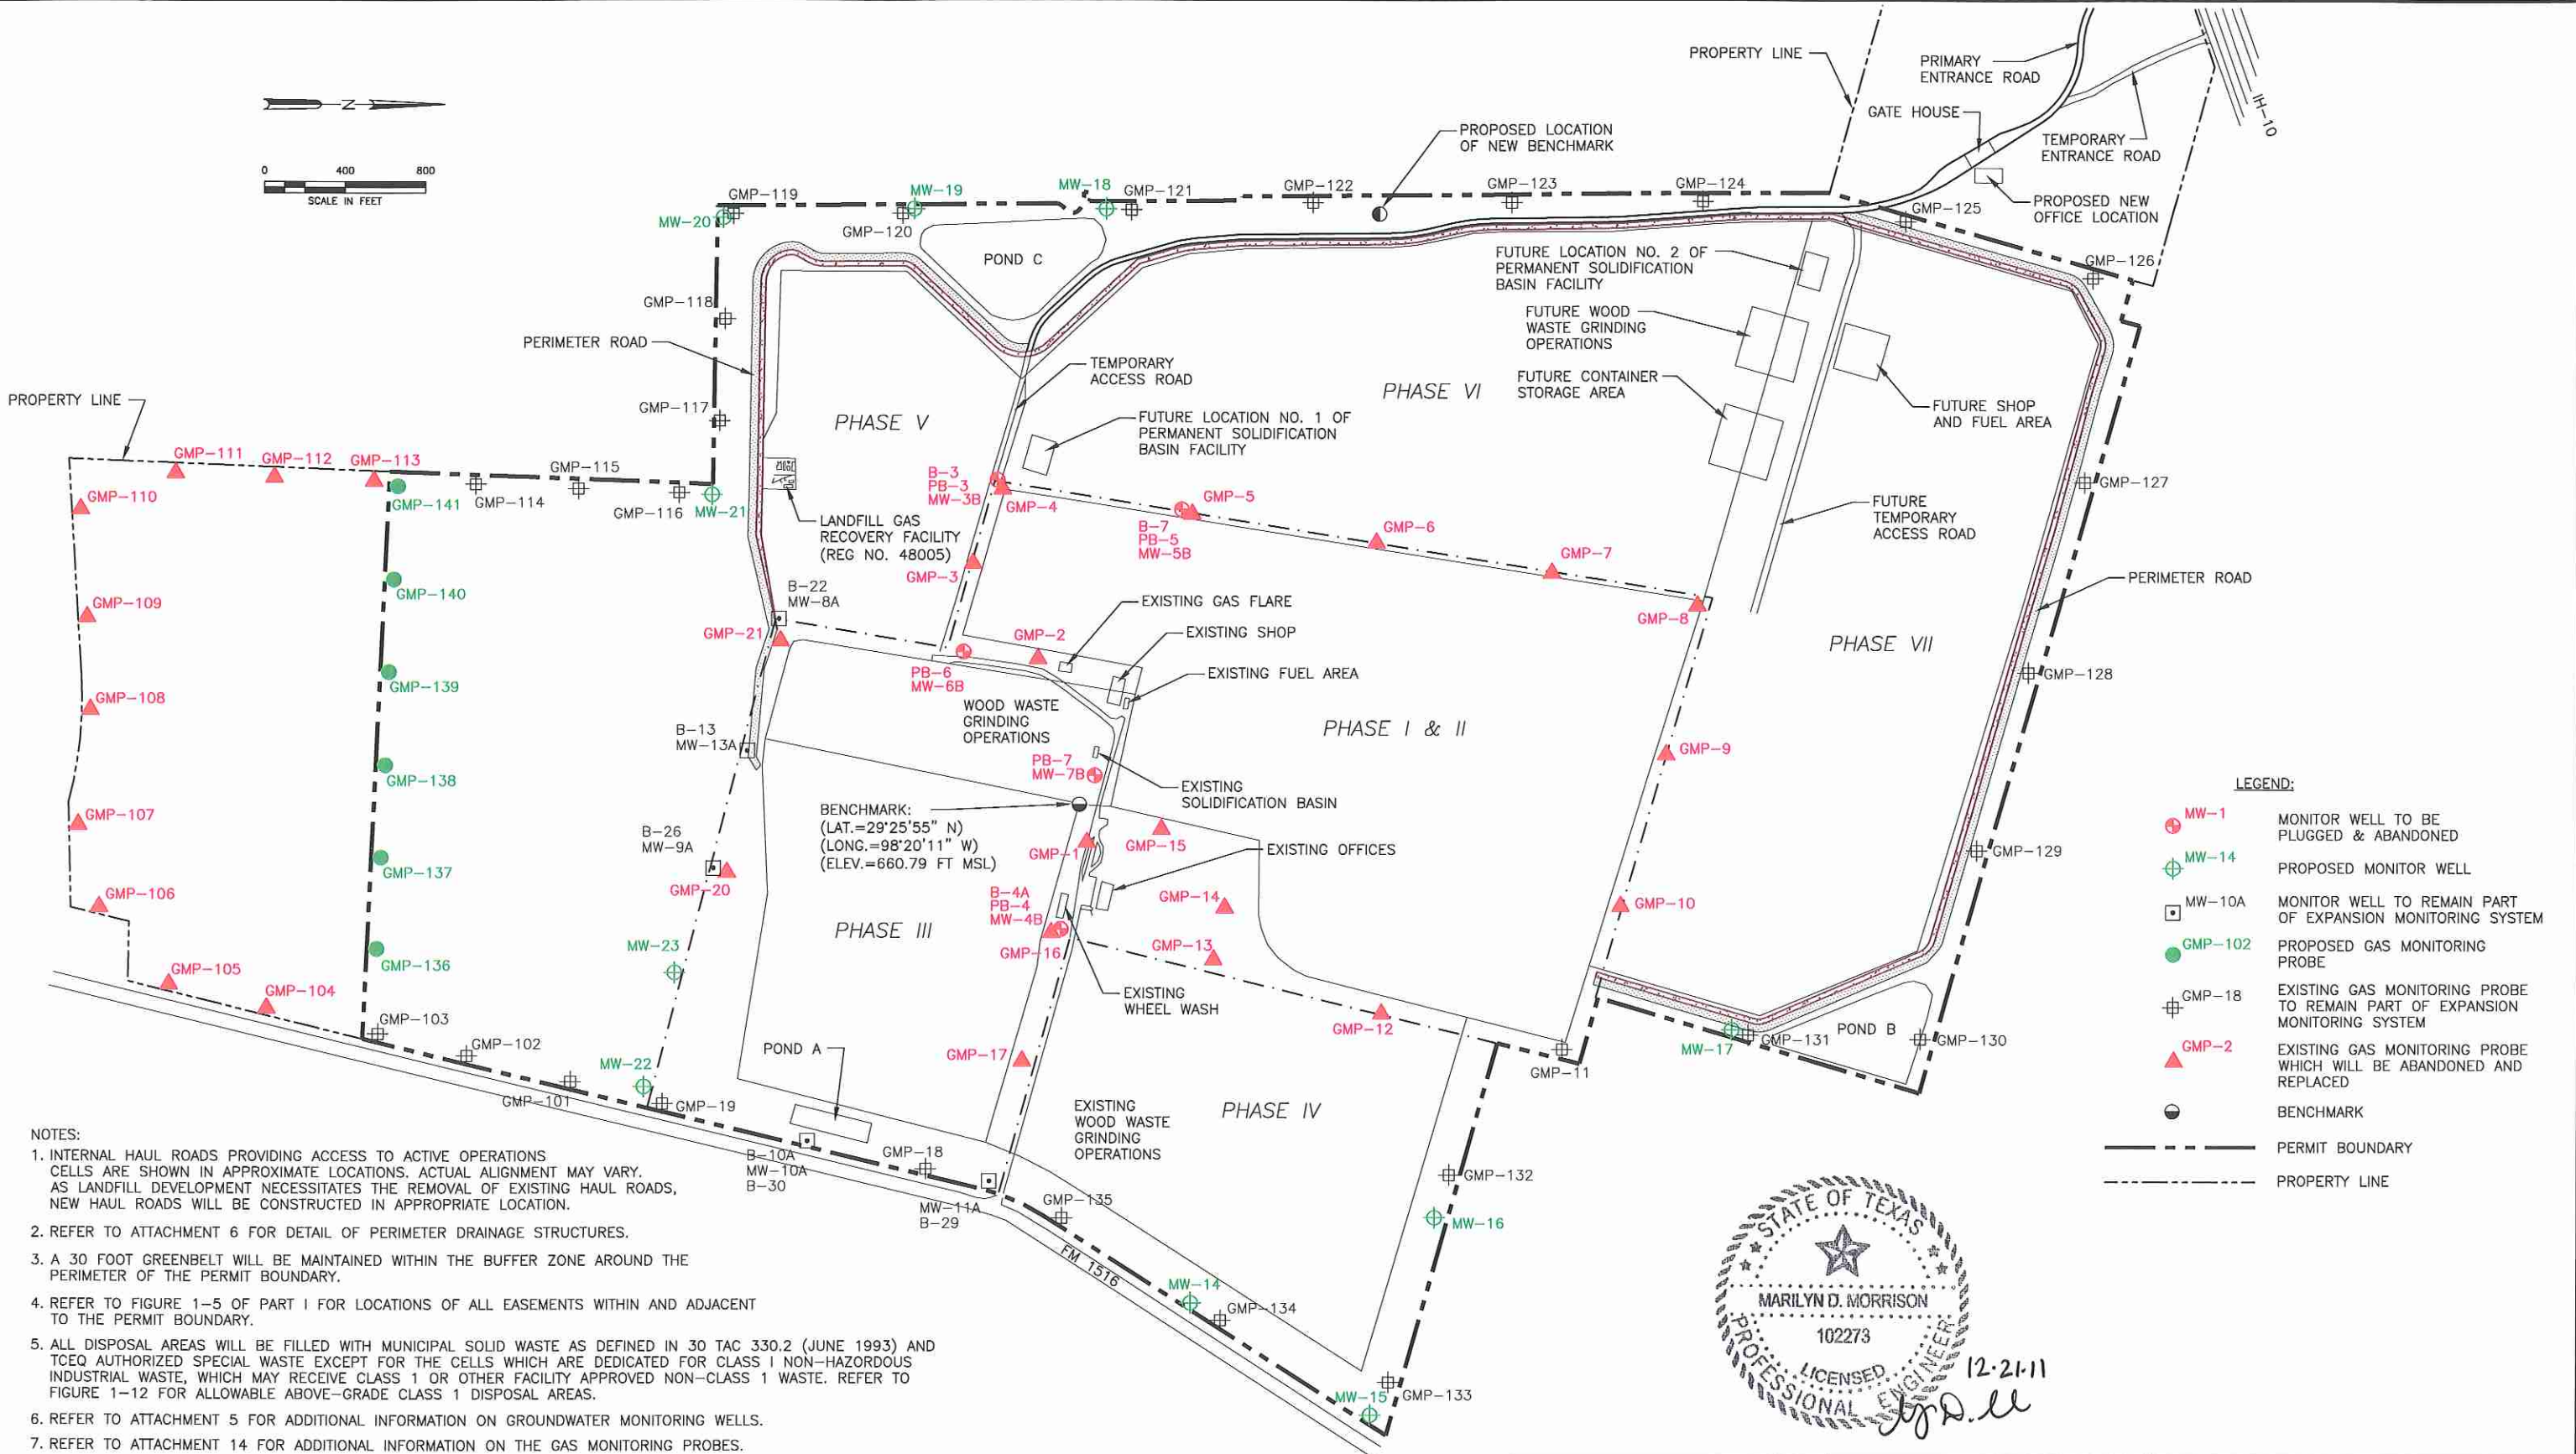 PROPERTY LINE
PRIMARY
ENTRANCE ROAD
GATE HOUSE
IH-10
TEMPORARY
ENTRANCE ROAD
PROPOSED NEW
OFFICE LOCATION
N
0 400 800
SCALE IN FEET
PROPOSED LOCATION
OF NEW BENCHMARK
GMP-119
MW-19
MW-18
GMP-121
GMP-122
GMP-123
GMP-124
GMP-125
MW-20
GMP-120
POND C
GMP-126
FUTURE LOCATION NO. 2 OF
PERMANENT SOLIDIFICATION
BASIN FACILITY
GMP-118
FUTURE WOOD
WASTE GRINDING
OPERATIONS
PERIMETER ROAD
TEMPORARY
ACCESS ROAD
FUTURE CONTAINER
STORAGE AREA
PHASE VI
FUTURE SHOP
AND FUEL AREA
PROPERTY LINE
GMP-117
PHASE V
FUTURE LOCATION NO. 1 OF
PERMANENT SOLIDIFICATION
BASIN FACILITY
GMP-111
GMP-112
GMP-113
GMP-115
GMP-110
GMP-141
GMP-114
GMP-116
MW-21
B-3
PB-3
MW-3B
GMP-4
GMP-5
B-7
PB-5
MW-5B
GMP-6
GMP-7
GMP-127
FUTURE
TEMPORARY
ACCESS ROAD
LANDFILL GAS
RECOVERY FACILITY
(REG NO. 48005)
GMP-3
PERIMETER ROAD
GMP-109
GMP-140
B-22
MW-8A
EXISTING GAS FLARE
GMP-8
GMP-21
GMP-2
EXISTING SHOP
PHASE VII
PB-6
MW-6B
EXISTING FUEL AREA
GMP-128
GMP-108
GMP-139
WOOD WASTE
GRINDING
OPERATIONS
PHASE I & II
B-13
MW-13A
GMP-9
GMP-138
PB-7
MW-7B
EXISTING
SOLIDIFICATION BASIN
GMP-107
BENCHMARK:
(LAT.=29°25'55" N)
(LONG.=98°20'11" W)
(ELEV.=660.79 FT MSL)
GMP-1
GMP-15
EXISTING OFFICES
GMP-129
B-26
MW-9A
GMP-137
GMP-20
GMP-106
B-4A
PB-4
MW-4B
GMP-14
GMP-10
PHASE III
GMP-16
GMP-13
MW-23
GMP-136
GMP-105
GMP-104
EXISTING
WHEEL WASH
GMP-12
GMP-103
GMP-102
GMP-101
MW-22
GMP-19
POND A
GMP-17
GMP-11
MW-17
GMP-131
POND B
GMP-130
EXISTING
WOOD WASTE
GRINDING
OPERATIONS
PHASE IV
B-10A
MW-10A
B-30
GMP-18
MW-11A
B-29
GMP-135
GMP-132
MW-16
FM 1516
MW-14
GMP-134
MW-15
GMP-133
LEGEND:
MW-1 MONITOR WELL TO BE
PLUGGED & ABANDONED
MW-14 PROPOSED MONITOR WELL
MW-10A MONITOR WELL TO REMAIN PART
OF EXPANSION MONITORING SYSTEM
GMP-102 PROPOSED GAS MONITORING
PROBE
GMP-18 EXISTING GAS MONITORING PROBE
TO REMAIN PART OF EXPANSION
MONITORING SYSTEM
GMP-2 EXISTING GAS MONITORING PROBE
WHICH WILL BE ABANDONED AND
REPLACED
BENCHMARK
PERMIT BOUNDARY
PROPERTY LINE
NOTES:
1. INTERNAL HAUL ROADS PROVIDING ACCESS TO ACTIVE OPERATIONS
CELLS ARE SHOWN IN APPROXIMATE LOCATIONS. ACTUAL ALIGNMENT MAY VARY.
AS LANDFILL DEVELOPMENT NECESSITATES THE REMOVAL OF EXISTING HAUL ROADS,
NEW HAUL ROADS WILL BE CONSTRUCTED IN APPROPRIATE LOCATION.
2. REFER TO ATTACHMENT 6 FOR DETAIL OF PERIMETER DRAINAGE STRUCTURES.
3. A 30 FOOT GREENBELT WILL BE MAINTAINED WITHIN THE BUFFER ZONE AROUND THE
PERIMETER OF THE PERMIT BOUNDARY.
4. REFER TO FIGURE 1-5 OF PART I FOR LOCATIONS OF ALL EASEMENTS WITHIN AND ADJACENT
TO THE PERMIT BOUNDARY.
5. ALL DISPOSAL AREAS WILL BE FILLED WITH MUNICIPAL SOLID WASTE AS DEFINED IN 30 TAC 330.2 (JUNE 1993) AND
TCEQ AUTHORIZED SPECIAL WASTE EXCEPT FOR THE CELLS WHICH ARE DEDICATED FOR CLASS I NON-HAZORDOUS
INDUSTRIAL WASTE, WHICH MAY RECEIVE CLASS 1 OR OTHER FACILITY APPROVED NON-CLASS 1 WASTE. REFER TO
FIGURE 1-12 FOR ALLOWABLE ABOVE-GRADE CLASS 1 DISPOSAL AREAS.
6. REFER TO ATTACHMENT 5 FOR ADDITIONAL INFORMATION ON GROUNDWATER MONITORING WELLS.
7. REFER TO ATTACHMENT 14 FOR ADDITIONAL INFORMATION ON THE GAS MONITORING PROBES.
STATE OF TEXAS
MARILYN D. MORRISON
102273
LICENSED
PROFESSIONAL ENGINEER
12.21.11